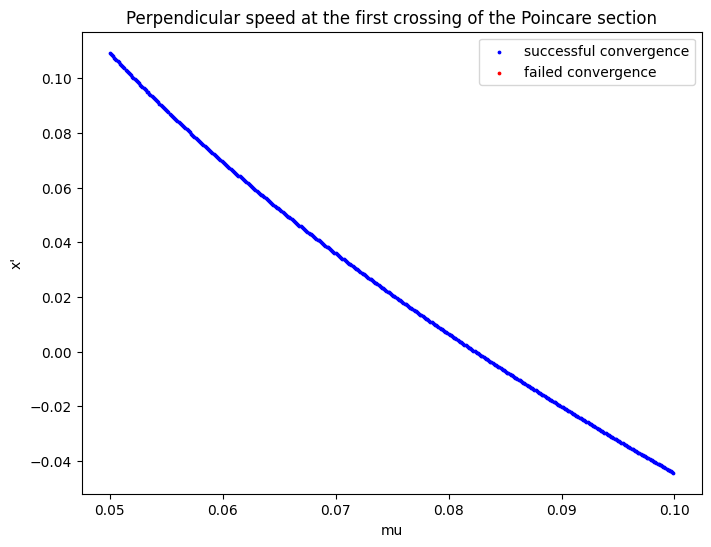 Perpendicular speed at the first crossing of the Poincare section
successful convergence
failed convergence
0.10
0.08
0.06
0.04
0.02
0.00
−0.02
−0.04
x'
0.05
0.06
0.07
0.08
0.09
0.10
mu